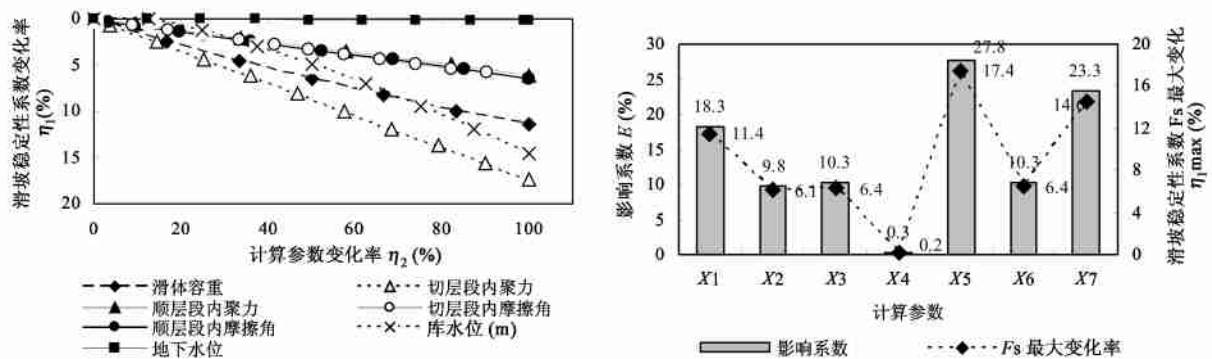 滑坡稳定性系数变化率
η1(%)
0
5
10
15
20
0
20
40
60
80
100
计算参数变化率 η2 (%)
滑体容重
切层段内聚力
顺层段内聚力
切层段内摩擦角
顺层段内摩擦角
库水位 (m)
地下水位
影响系数 E (%)
30
25
20
15
10
5
0
18.3
11.4
9.8
6.1
10.3
6.4
0.3
0.2
27.8
17.4
10.3
6.4
23.3
20
16
12
8
4
0
滑坡稳定性系数 Fs 最大变化
η1max (%)
X1
X2
X3
X4
X5
X6
X7
计算参数
影响系数
Fs 最大变化率